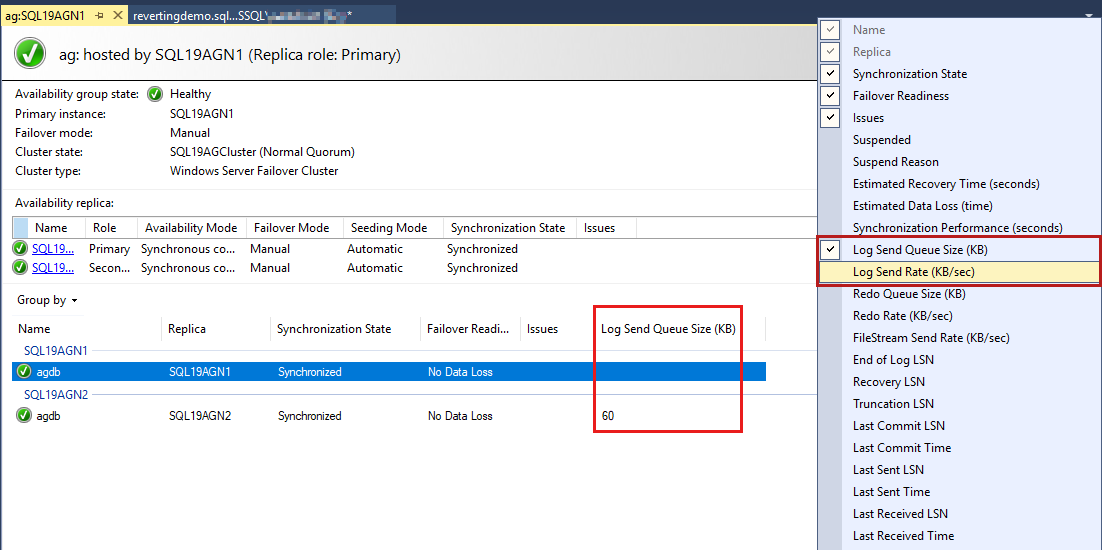 ag:SQL19AGN1
revertingdemo.sql...SSQL\ *
ag: hosted by SQL19AGN1 (Replica role: Primary)
Availability group state: Healthy
Primary instance: SQL19AGN1
Failover mode: Manual
Cluster state: SQL19AGCluster (Normal Quorum)
Cluster type: Windows Server Failover Cluster
Availability replica:
Name Role Availability Mode Failover Mode Seeding Mode Synchronization State Issues
SQL19... Primary Synchronous co... Manual Automatic Synchronized
SQL19... Secon... Synchronous co... Manual Automatic Synchronized
Group by
Name Replica Synchronization State Failover Readi... Issues Log Send Queue Size (KB)
SQL19AGN1
agdb SQL19AGN1 Synchronized No Data Loss
SQL19AGN2
agdb SQL19AGN2 Synchronized No Data Loss 60
Name
Replica
Synchronization State
Failover Readiness
Issues
Suspended
Suspend Reason
Estimated Recovery Time (seconds)
Estimated Data Loss (time)
Synchronization Performance (seconds)
Log Send Queue Size (KB)
Log Send Rate (KB/sec)
Redo Queue Size (KB)
Redo Rate (KB/sec)
FileStream Send Rate (KB/sec)
End of Log LSN
Recovery LSN
Truncation LSN
Last Commit LSN
Last Commit Time
Last Sent LSN
Last Sent Time
Last Received LSN
Last Received Time